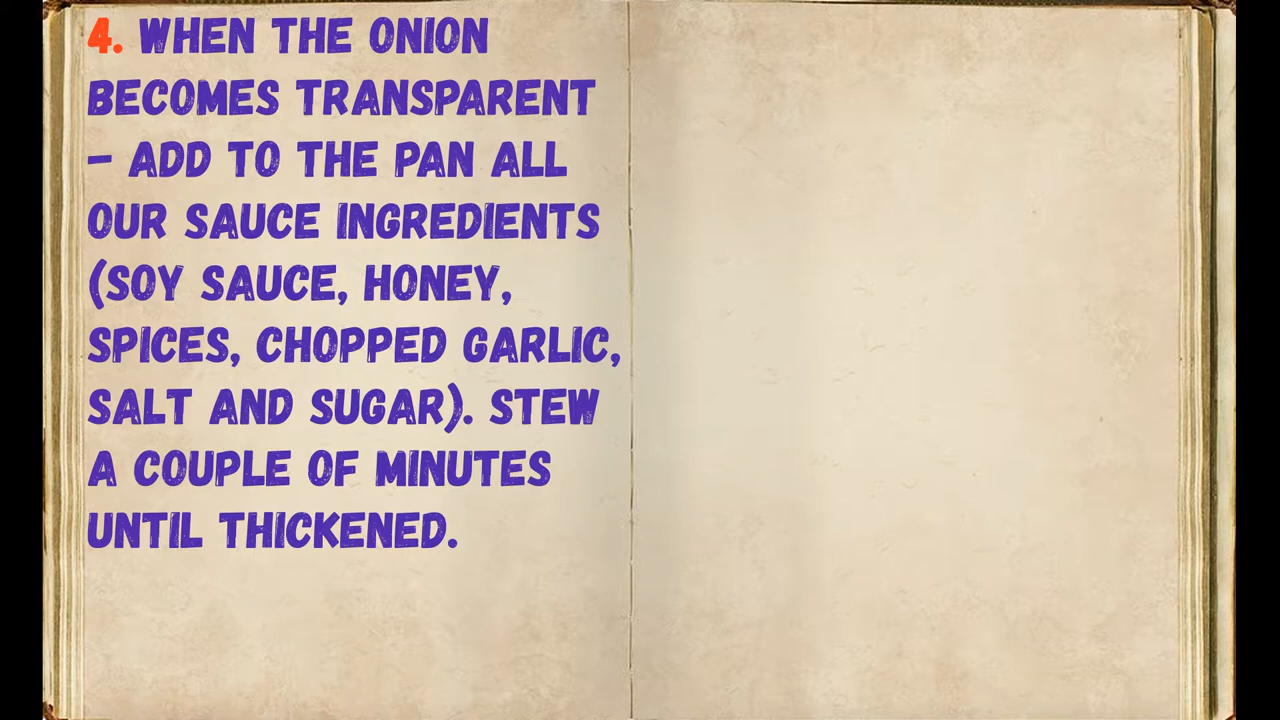 4. WHEN THE ONION
BECOMES TRANSPARENT
– ADD TO THE PAN ALL
OUR SAUCE INGREDIENTS
(SOY SAUCE, HONEY,
SPICES, CHOPPED GARLIC,
SALT AND SUGAR). STEW
A COUPLE OF MINUTES
UNTIL THICKENED.